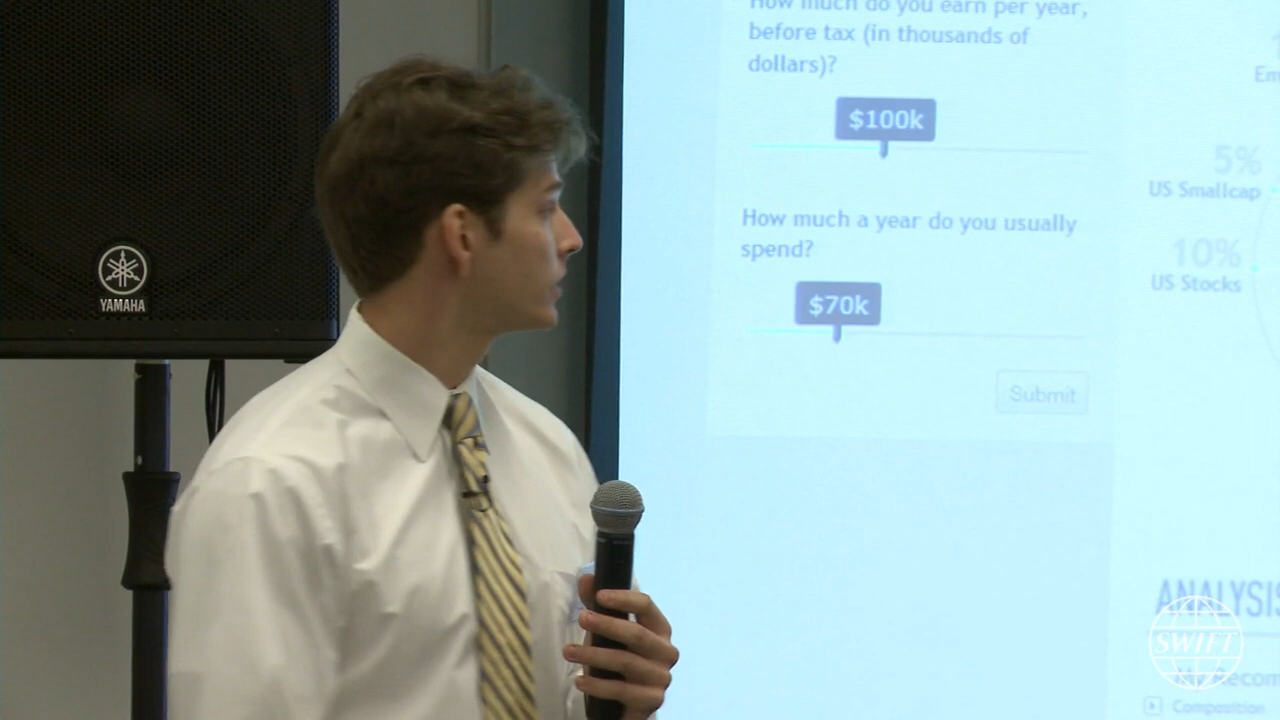 YAMAHA
How much do you earn per year,
before tax (in thousands of
dollars)?
$100k
How much a year do you usually
spend?
$70k
Submit
5%
US Smallcap
10%
US Stocks
ANALYSIS
SWIFT
Composition